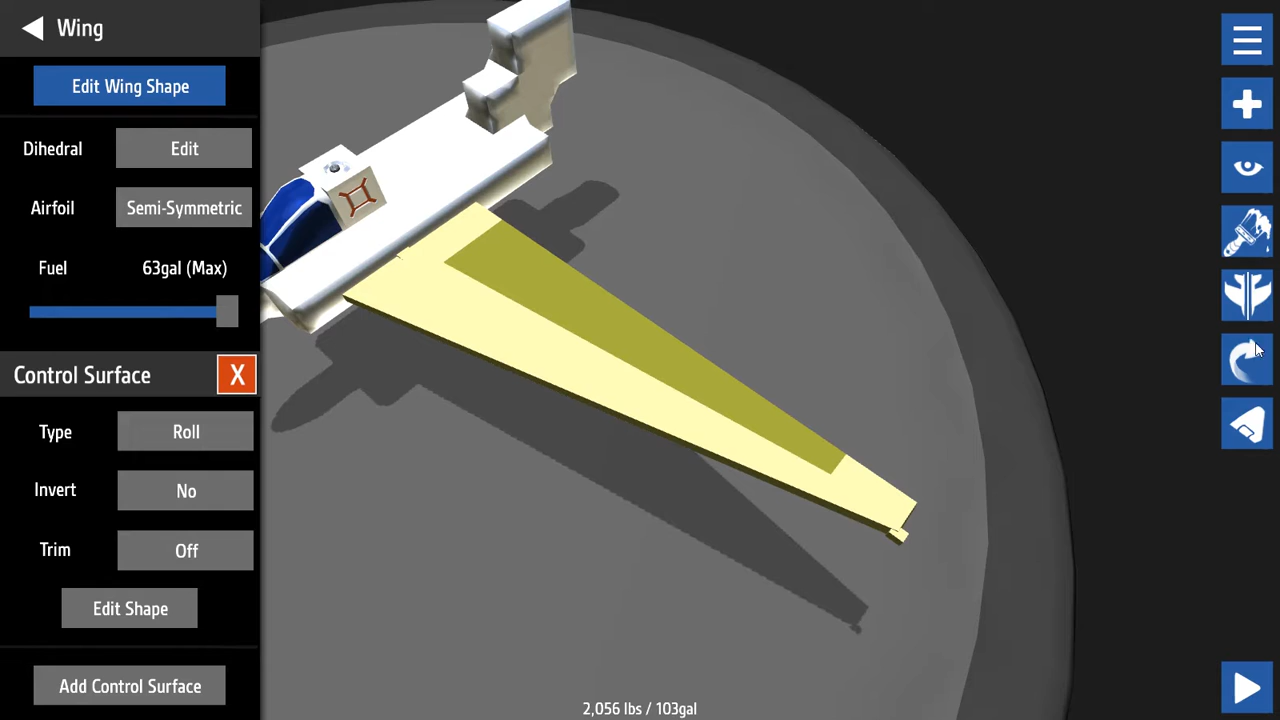 Wing
Edit Wing Shape
Dihedral Edit
Airfoil Semi-Symmetric
Fuel 63gal (Max)
Control Surface X
Type Roll
Invert No
Trim Off
Edit Shape
Add Control Surface
2,056 lbs / 103gal